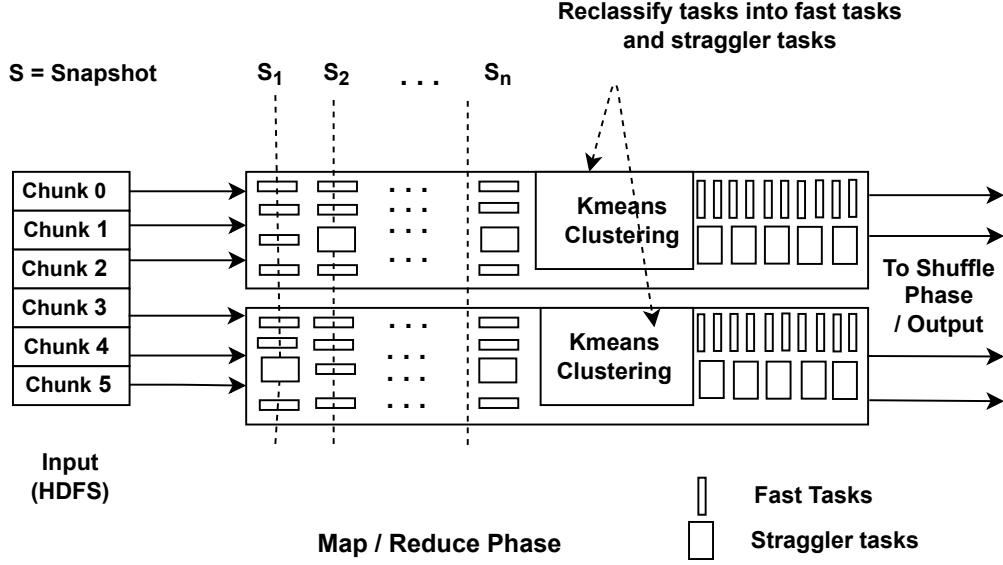 Reclassify tasks into fast tasks
and straggler tasks
S = Snapshot
S1 S2 . . . Sn
Chunk 0
Chunk 1
Chunk 2
Chunk 3
Chunk 4
Chunk 5
. . .
. . .
. . .
. . .
Kmeans
Clustering
. . .
. . .
. . .
. . .
Kmeans
Clustering
To Shuffle
Phase
/ Output
Input
(HDFS)
Map / Reduce Phase
Fast Tasks
Straggler tasks